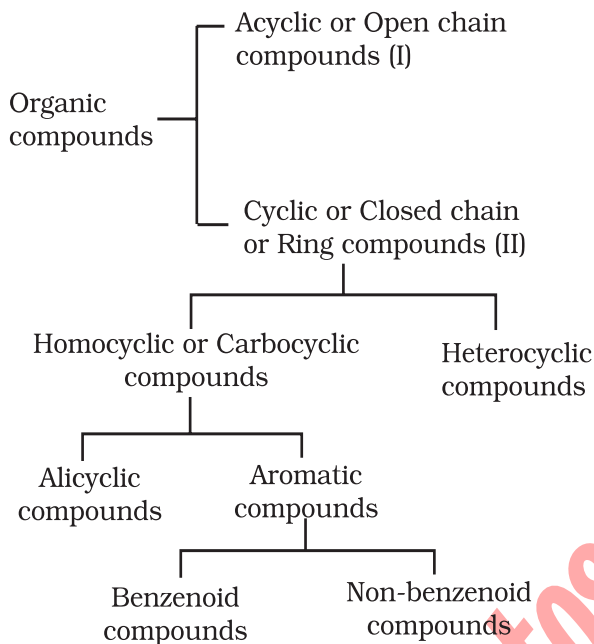 Acyclic or Open chain
compounds (I)
Organic
compounds
Cyclic or Closed chain
or Ring compounds (II)
Homocyclic or Carbocyclic
compounds
Heterocyclic
compounds
Alicyclic
compounds
Aromatic
compounds
Benzenoid
compounds
Non-benzenoid
compounds